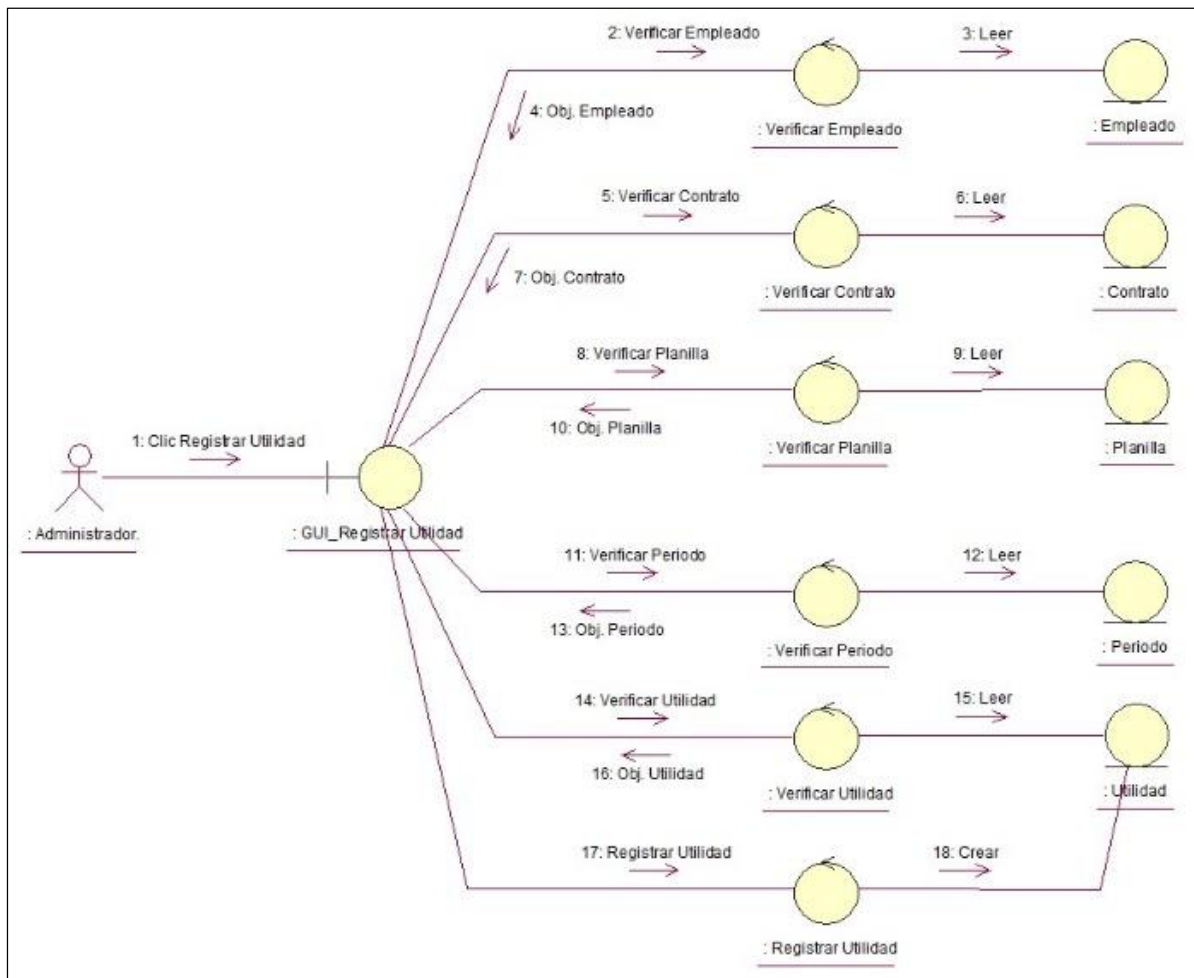 2: Verificar Empleado
3: Leer
4: Obj. Empleado
: Verificar Empleado
: Empleado
5: Verificar Contrato
6: Leer
7: Obj. Contrato
: Verificar Contrato
: Contrato
8: Verificar Planilla
9: Leer
10: Obj. Planilla
: Verificar Planilla
: Planilla
1: Clic Registrar Utilidad
: Administrador.
: GUI_Registrar Utilidad
11: Verificar Periodo
12: Leer
13: Obj. Periodo
: Verificar Periodo
: Periodo
14: Verificar Utilidad
15: Leer
16: Obj. Utilidad
: Verificar Utilidad
: Utilidad
17: Registrar Utilidad
18: Crear
: Registrar Utilidad